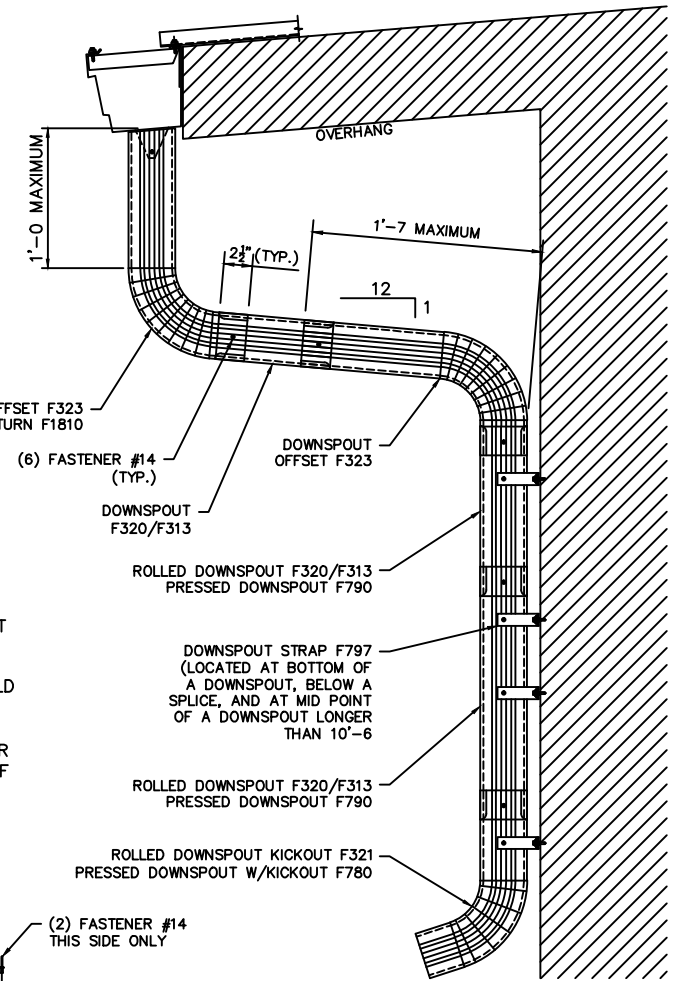 OVERHANG
1'-0 MAXIMUM
1'-7 MAXIMUM
2½" (TYP.)
12
1
FFSET F323
TURN F1810
(6) FASTENER #14
(TYP.)
DOWNSPOUT
OFFSET F323
DOWNSPOUT
F320/F313
ROLLED DOWNSPOUT F320/F313
PRESSED DOWNSPOUT F790
T
DOWNSPOUT STRAP F797
(LOCATED AT BOTTOM OF
A DOWNSPOUT, BELOW A
SPLICE, AND AT MID POINT
OF A DOWNSPOUT LONGER
THAN 10'-6
LD
R
F
ROLLED DOWNSPOUT F320/F313
PRESSED DOWNSPOUT F790
ROLLED DOWNSPOUT KICKOUT F321
PRESSED DOWNSPOUT W/KICKOUT F780
(2) FASTENER #14
THIS SIDE ONLY